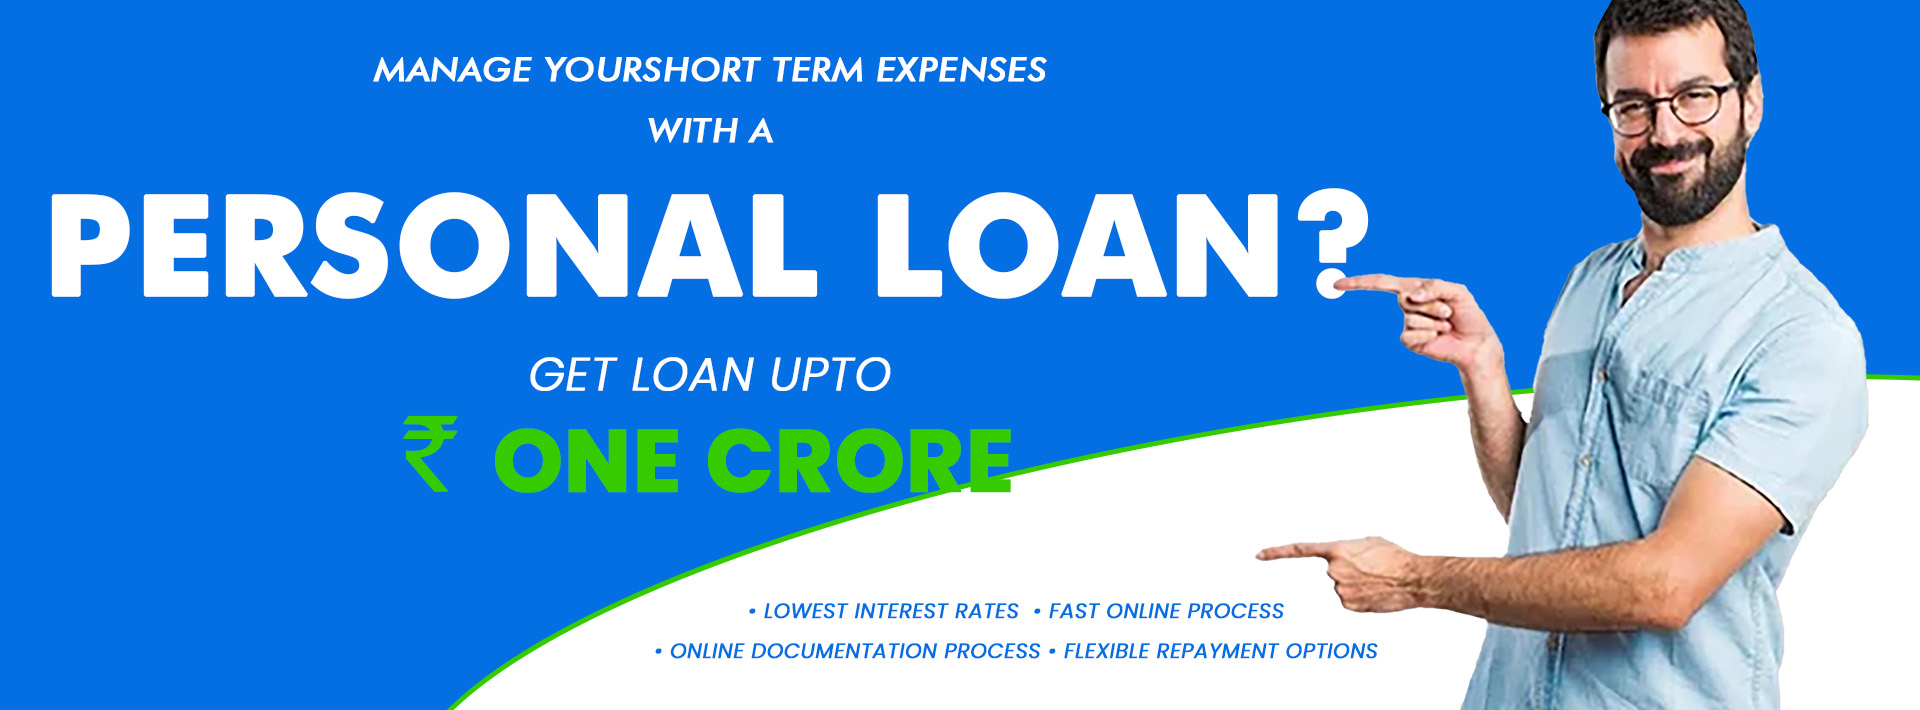 MANAGE YOURSHORT TERM EXPENSES
WITH A
PERSONAL LOAN?
GET LOAN UPTO
₹ ONE CRORE
• LOWEST INTEREST RATES • FAST ONLINE PROCESS
• ONLINE DOCUMENTATION PROCESS • FLEXIBLE REPAYMENT OPTIONS